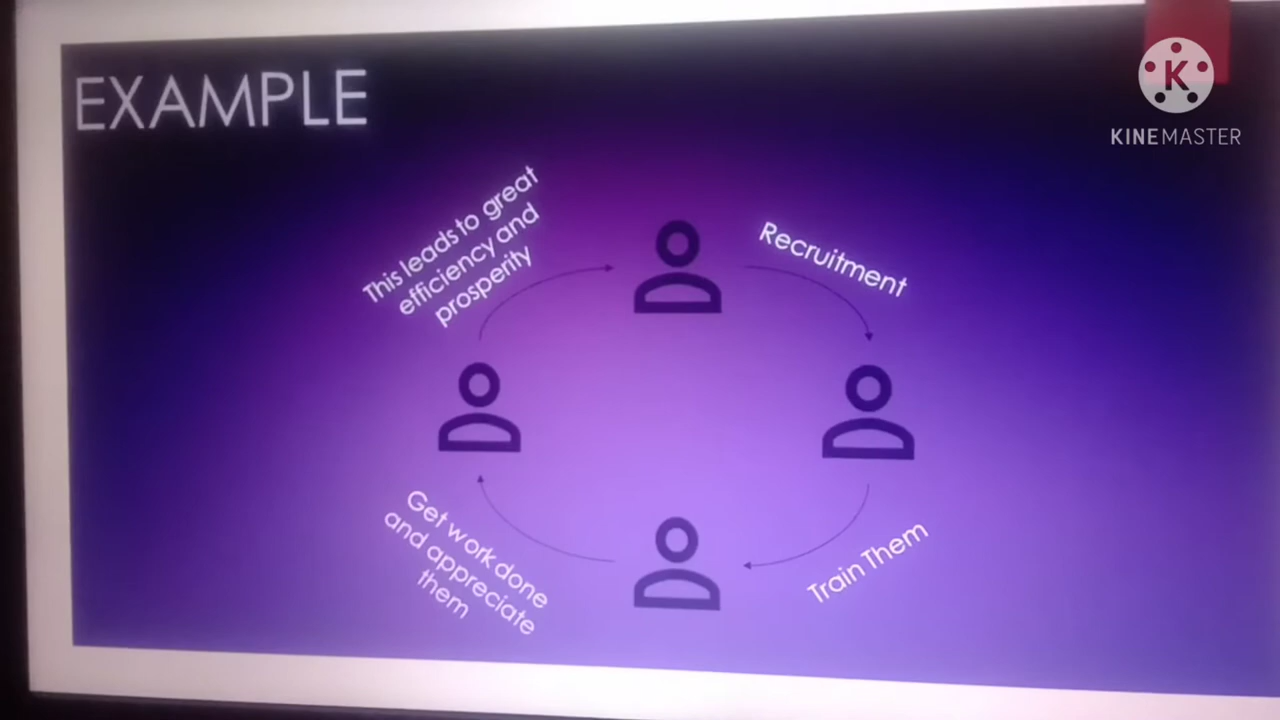 EXAMPLE
K
KINEMASTER
This leads to great
efficiency and
prosperity
Recruitment
Get work done
and appreciate
them
Train Them